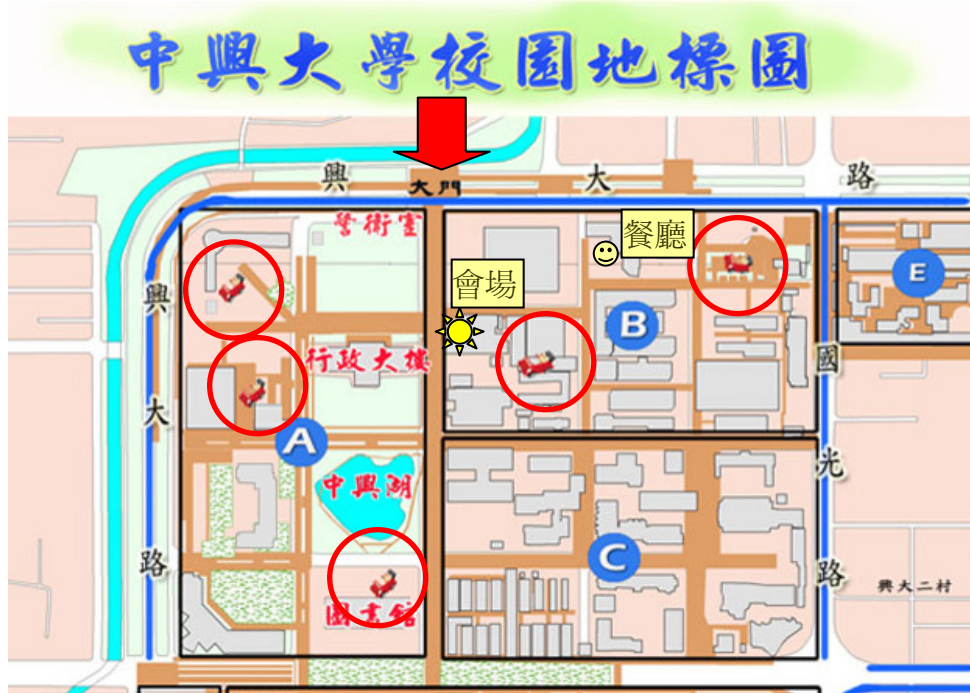 中興大學校園地標圖
興 大 路
大門
警衛室
餐廳
會場
E
B
興 大 路
行政大樓
國 光 路
A
中興湖
C
圖書館
興大二村